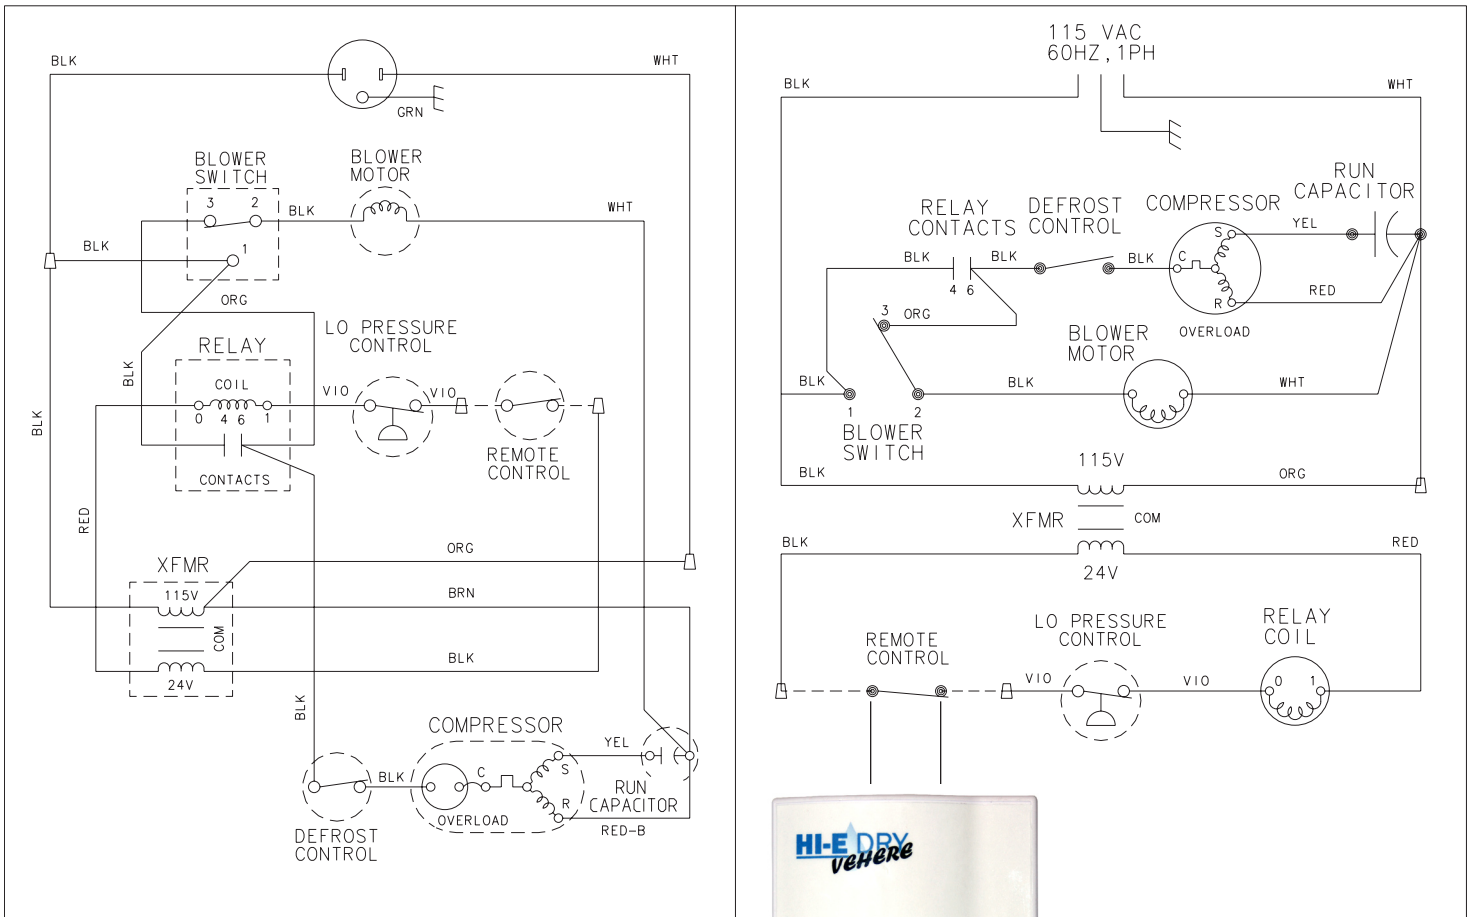 BLK
WHT
GRN
BLOWER
SWITCH
3 2
BLOWER
MOTOR
BLK
WHT
BLK
1
ORG
LO PRESSURE
CONTROL
RELAY
BLK
COIL
VIO
VIO
0 4 6 1
BLK
REMOTE
CONTROL
CONTACTS
RED
ORG
XFMR
115V
BRN
COM
BLK
24V
BLK
COMPRESSOR
YEL
C
S
BLK
R
RUN
CAPACITOR
OVERLOAD
RED-B
DEFROST
CONTROL
115 VAC
60HZ,1PH
BLK
WHT
RUN
CAPACITOR
RELAY
CONTACTS
DEFROST
CONTROL
COMPRESSOR
S
YEL
BLK
BLK
BLK
C
4 6
R
RED
3
ORG
OVERLOAD
BLOWER
MOTOR
BLK
BLK
WHT
1
2
BLOWER
SWITCH
115V
BLK
ORG
XFMR
COM
BLK
RED
24V
RELAY
COIL
LO PRESSURE
CONTROL
REMOTE
CONTROL
VIO
VIO
0 1
HI-E DRY
VEHERE